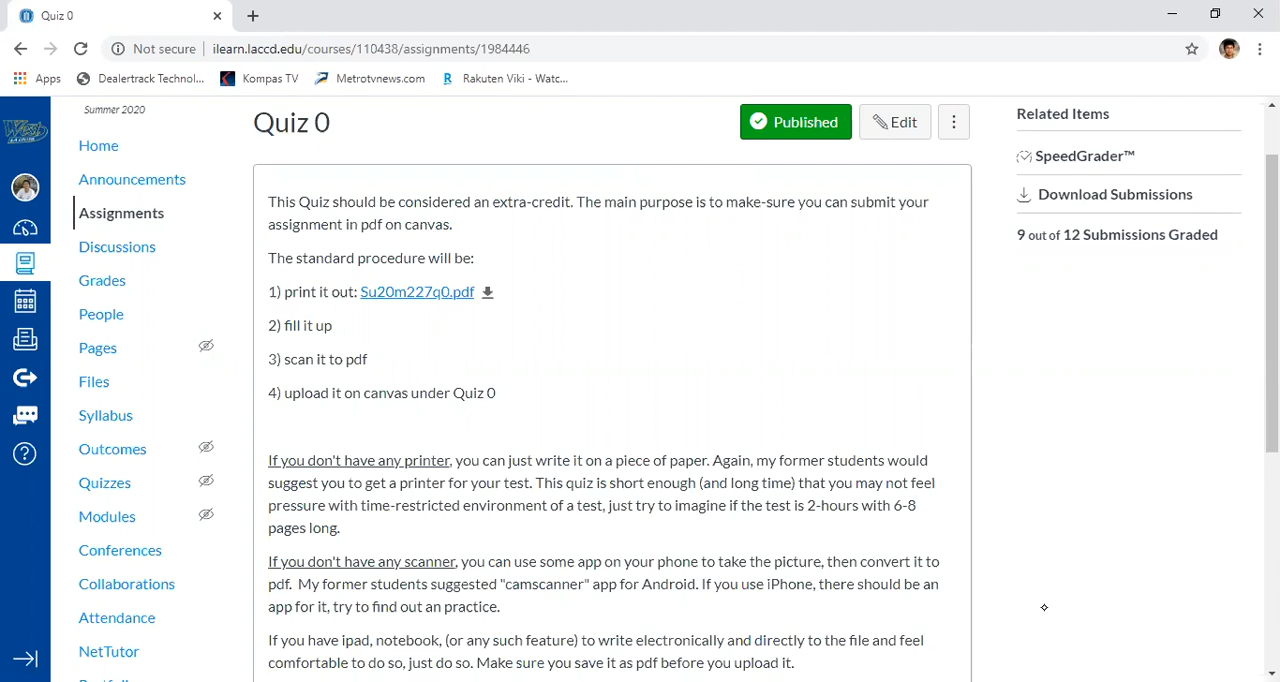 Quiz 0
Not secure
ilearn.laccd.edu/courses/110438/assignments/1984446
Apps
Dealertrack Technol...
Kompas TV
Metrotvnews.com
Rakuten Viki - Watc...
Summer 2020
Home
Announcements
Assignments
Discussions
Grades
People
Pages
Files
Syllabus
Outcomes
Quizzes
Modules
Conferences
Collaborations
Attendance
NetTutor
Quiz 0
Published
Edit
This Quiz should be considered an extra-credit. The main purpose is to make-sure you can submit your
assignment in pdf on canvas.
The standard procedure will be:
1) print it out: Su20m227q0.pdf
2) fill it up
3) scan it to pdf
4) upload it on canvas under Quiz 0
If you don't have any printer, you can just write it on a piece of paper. Again, my former students would
suggest you to get a printer for your test. This quiz is short enough (and long time) that you may not feel
pressure with time-restricted environment of a test, just try to imagine if the test is 2-hours with 6-8
pages long.
If you don't have any scanner, you can use some app on your phone to take the picture, then convert it to
pdf. My former students suggested "camscanner" app for Android. If you use iPhone, there should be an
app for it, try to find out an practice.
If you have ipad, notebook, (or any such feature) to write electronically and directly to the file and feel
comfortable to do so, just do so. Make sure you save it as pdf before you upload it.
Related Items
SpeedGrader™
Download Submissions
9 out of 12 Submissions Graded